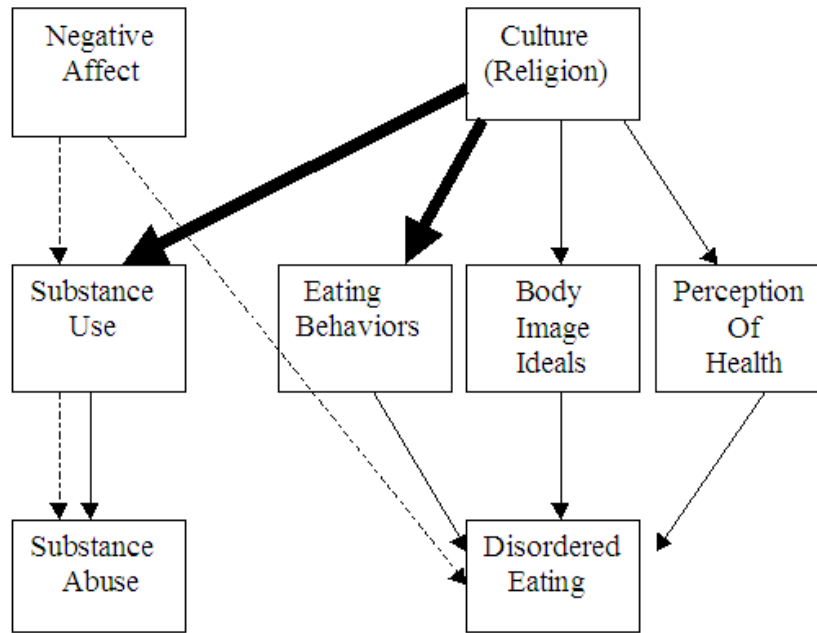 Negative
Affect
Culture
(Religion)
Substance
Use
Eating
Behaviors
Body
Image
Ideals
Perception
Of
Health
Substance
Abuse
Disordered
Eating